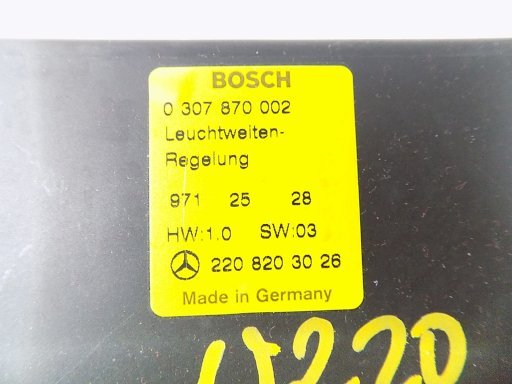 BOSCH
0 307 870 002
Leuchtweiten-
Regelung
971 25 28
HW:1.0 SW:03
220 820 30 26
Made in Germany
W220